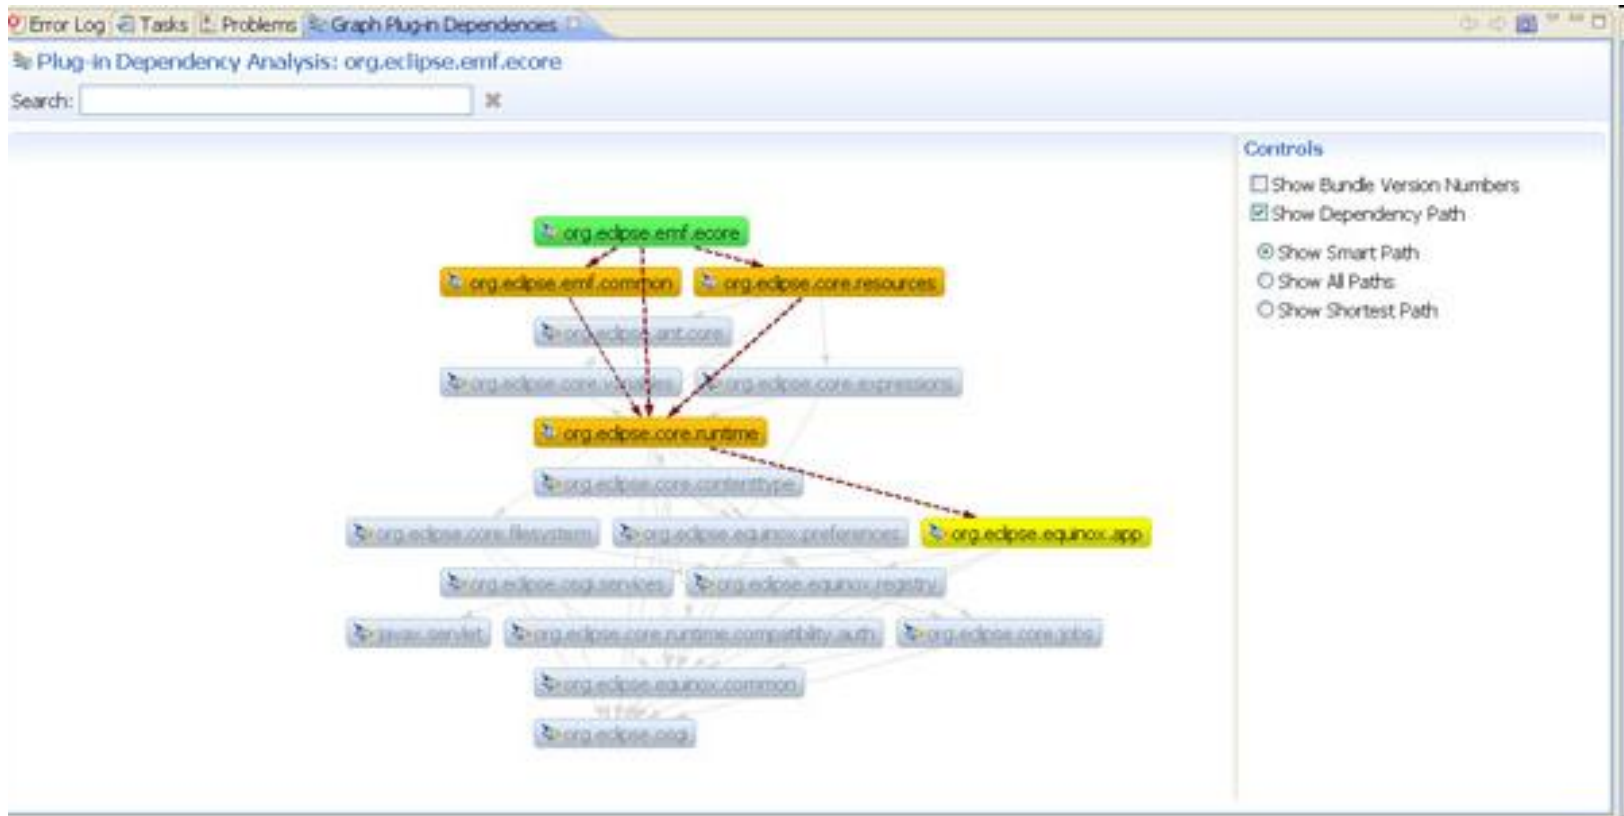 Error Log Tasks Problems Graph Plug-in Dependencies
Plug-in Dependency Analysis: org.eclipse.emf.ecore
Search:
Controls
Show Bundle Version Numbers
Show Dependency Path
Show Smart Path
Show All Paths
Show Shortest Path
org.eclipse.emf.ecore
org.eclipse.emf.common org.eclipse.core.resources
org.eclipse.ant.core
org.eclipse.core.variables org.eclipse.core.expressions
org.eclipse.core.runtime
org.eclipse.core.contenttype
org.eclipse.core.filesystem org.eclipse.equinox.preferences org.eclipse.equinox.app
org.eclipse.osgi.services org.eclipse.equinox.registry
javax.servlet org.eclipse.core.runtime.compatibility.auth org.eclipse.core.jobs
org.eclipse.equinox.common
org.eclipse.osgi